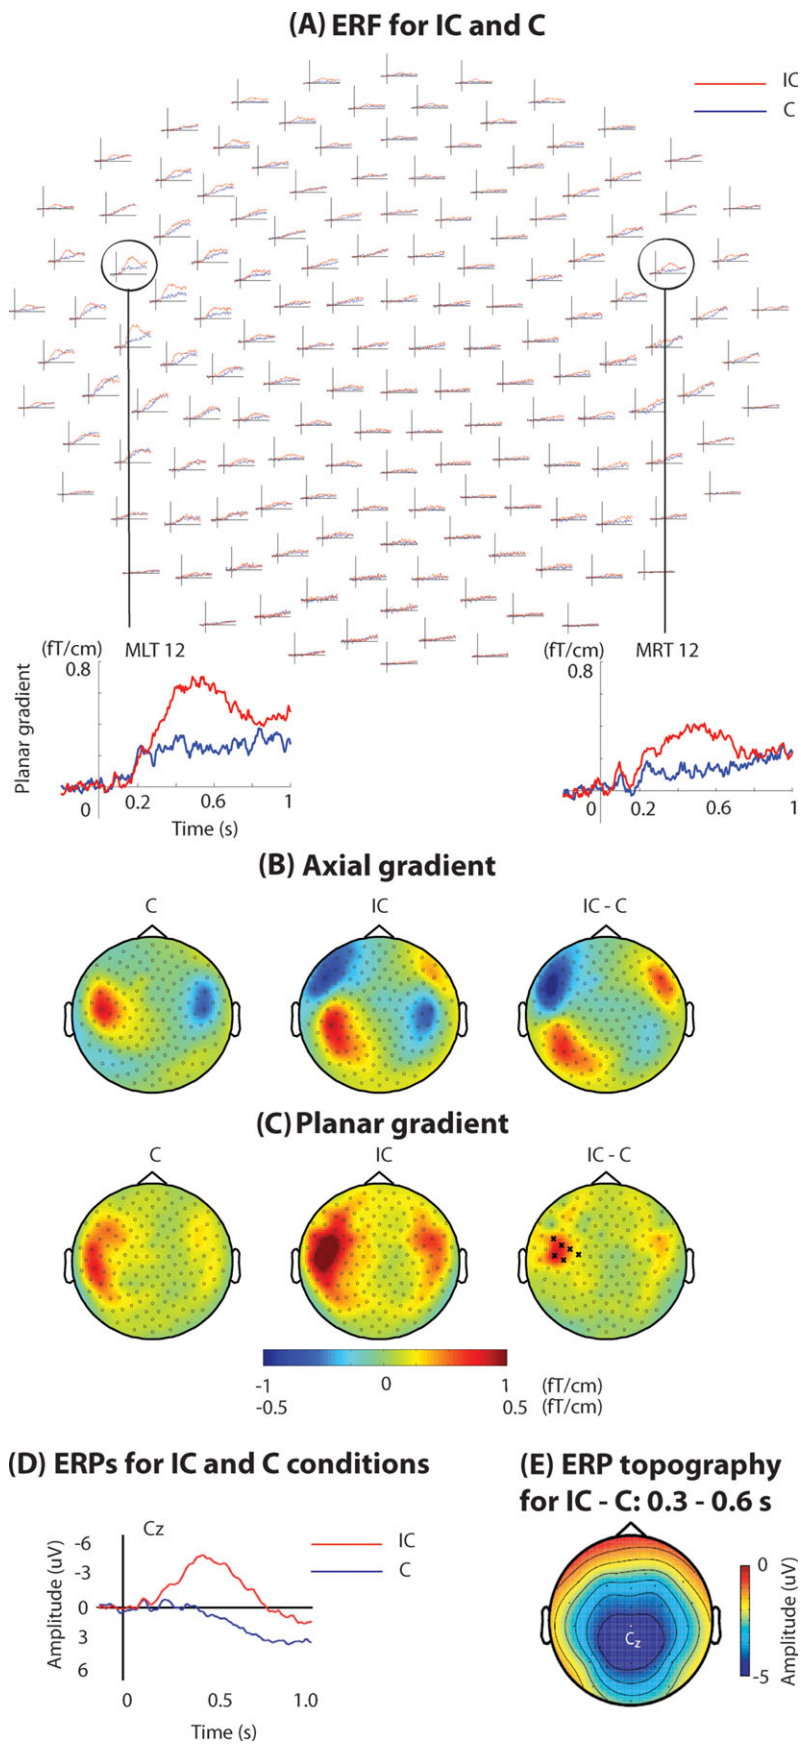 (A) ERF for IC and C
IC
C
(fT/cm) MLT 12
0.8
Planar gradient
0
0.2 0.6 1
Time (s)
(fT/cm) MRT 12
0.8
0
0.2 0.6 1
(B) Axial gradient
C IC IC - C
(C) Planar gradient
C IC IC - C
-1 0 1 (fT/cm)
-0.5 0.5 (fT/cm)
(D) ERPs for IC and C conditions
Cz
IC
C
-6
-3
0
3
6
Amplitude (uV)
0 0.5 1.0
Time (s)
(E) ERP topography
for IC - C: 0.3 - 0.6 s
Cz
0
-5
Amplitude (uV)